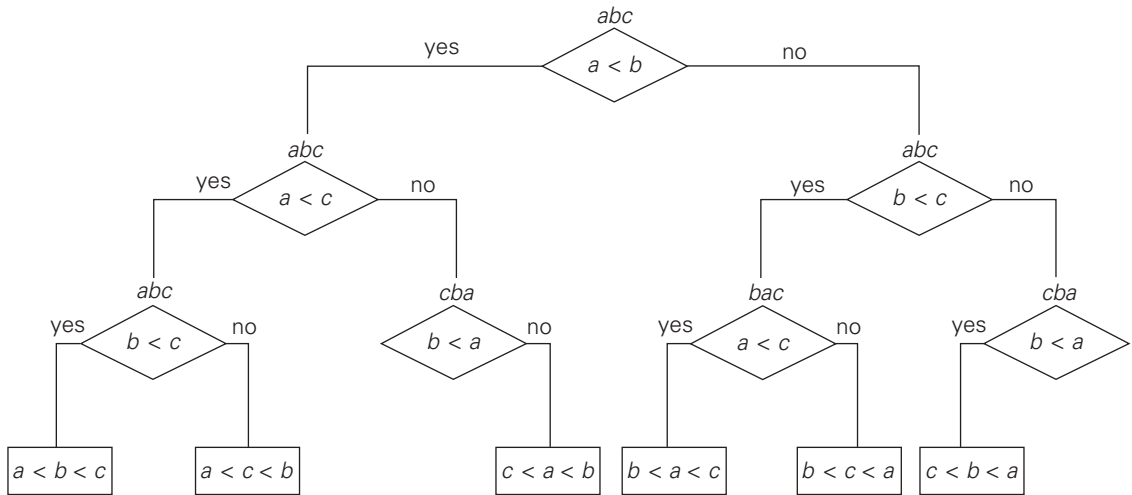 abc
yes
a < b
no
abc
abc
yes
a < c
no
yes
b < c
no
abc
cba
bac
cba
yes
b < c
no
b < a
no
yes
a < c
no
yes
b < a
a < b < c
a < c < b
c < a < b
b < a < c
b < c < a
c < b < a